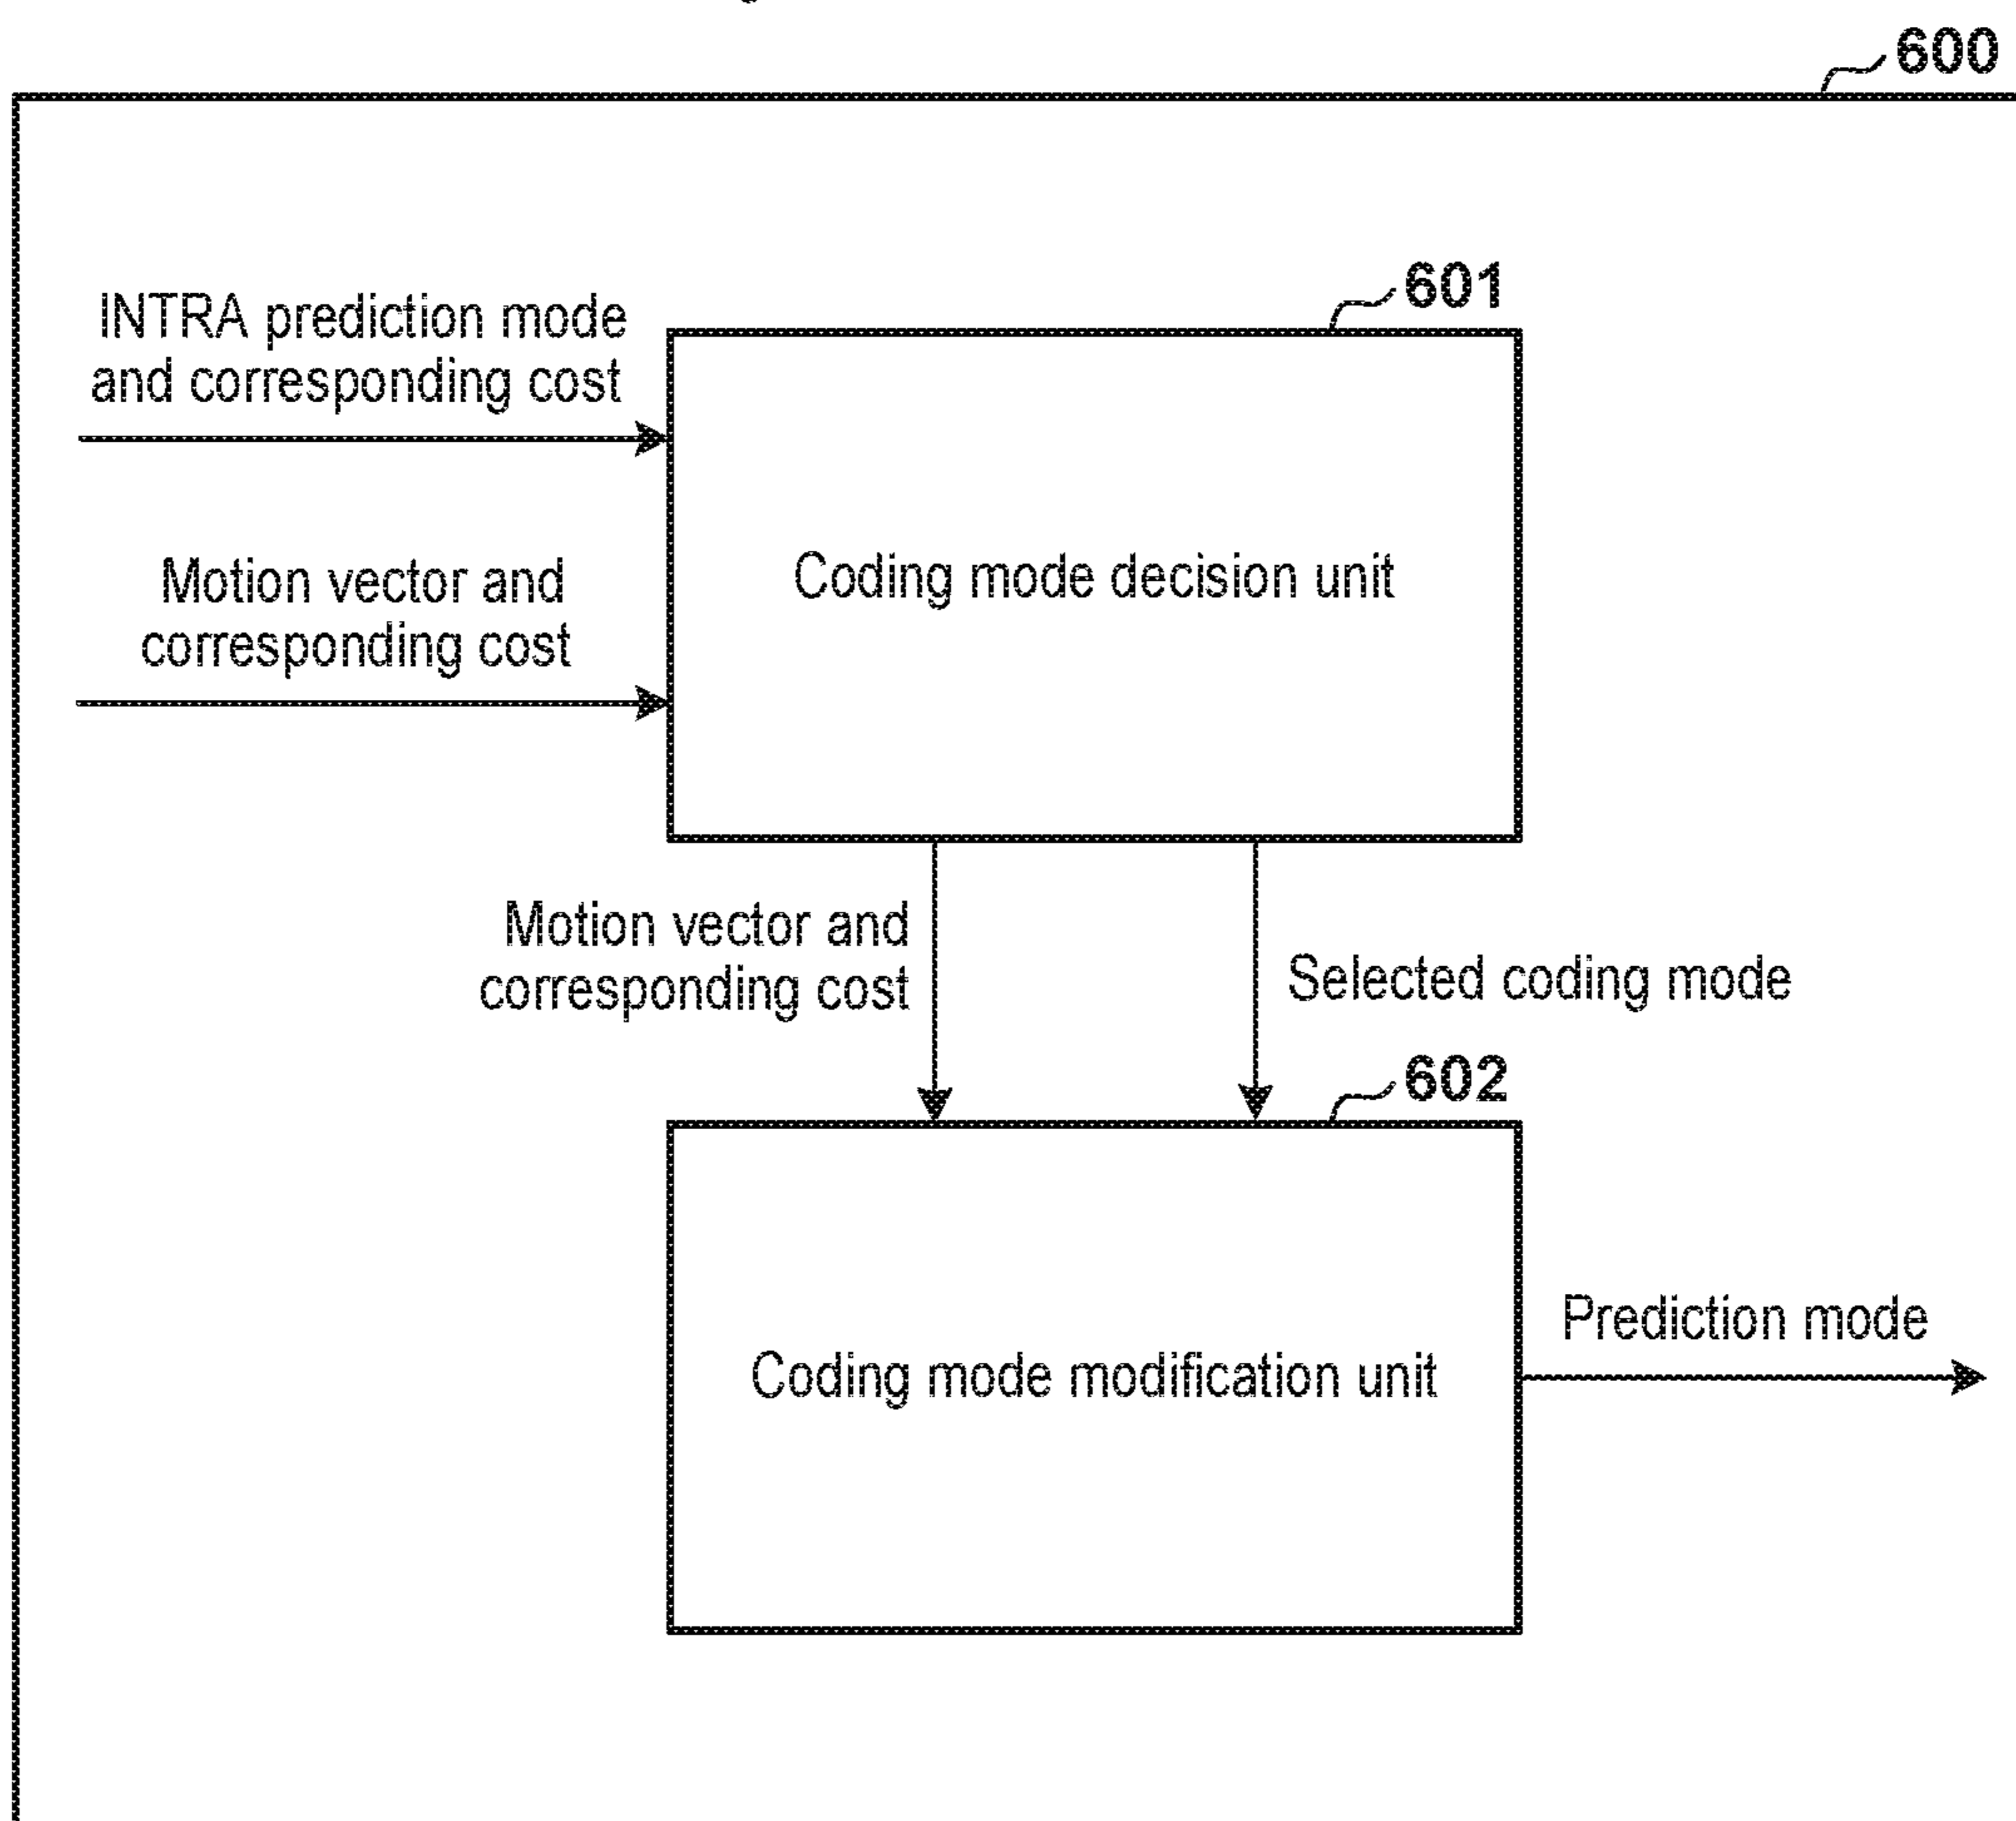 600
601
INTRA prediction mode
and corresponding cost
Coding mode decision unit
Motion vector and
corresponding cost
Motion vector and
corresponding cost
Selected coding mode
602
Prediction mode
Coding mode modification unit